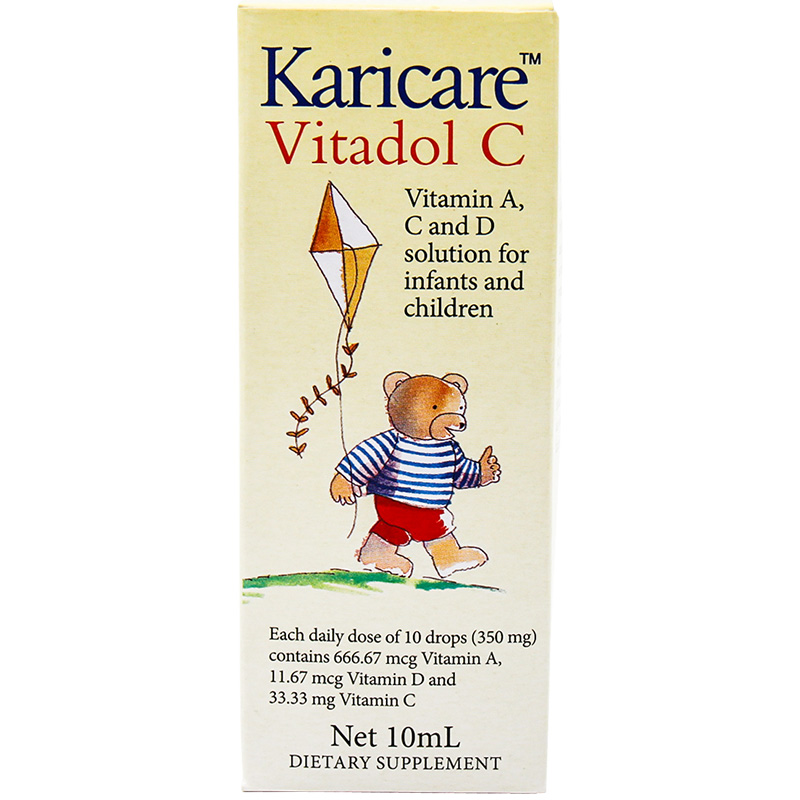 Karicare™
Vitadol C
Vitamin A,
C and D
solution for
infants and
children
Each daily dose of 10 drops (350 mg)
contains 666.67 mcg Vitamin A,
11.67 mcg Vitamin D and
33.33 mg Vitamin C
Net 10mL
DIETARY SUPPLEMENT